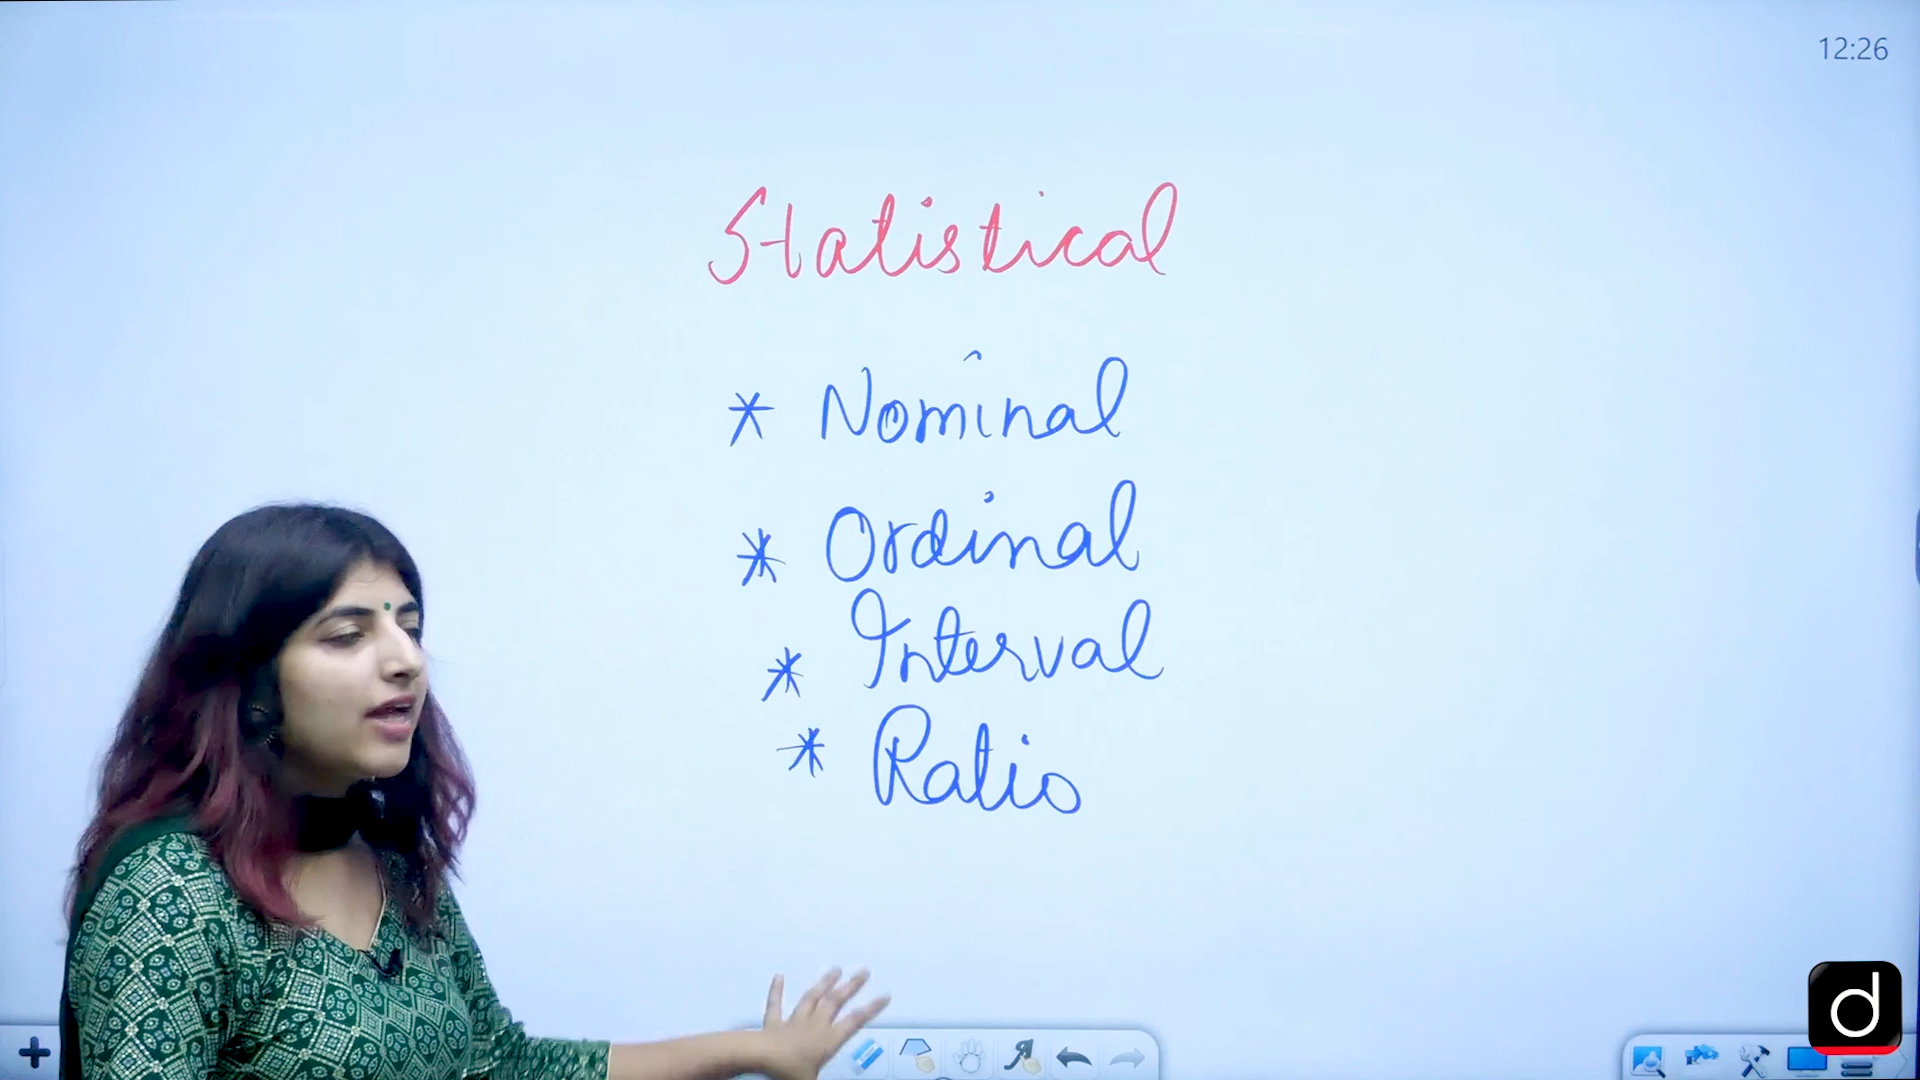 12:26
Statistical
* Nominal
* Ordinal
* Interval
* Ratio
d